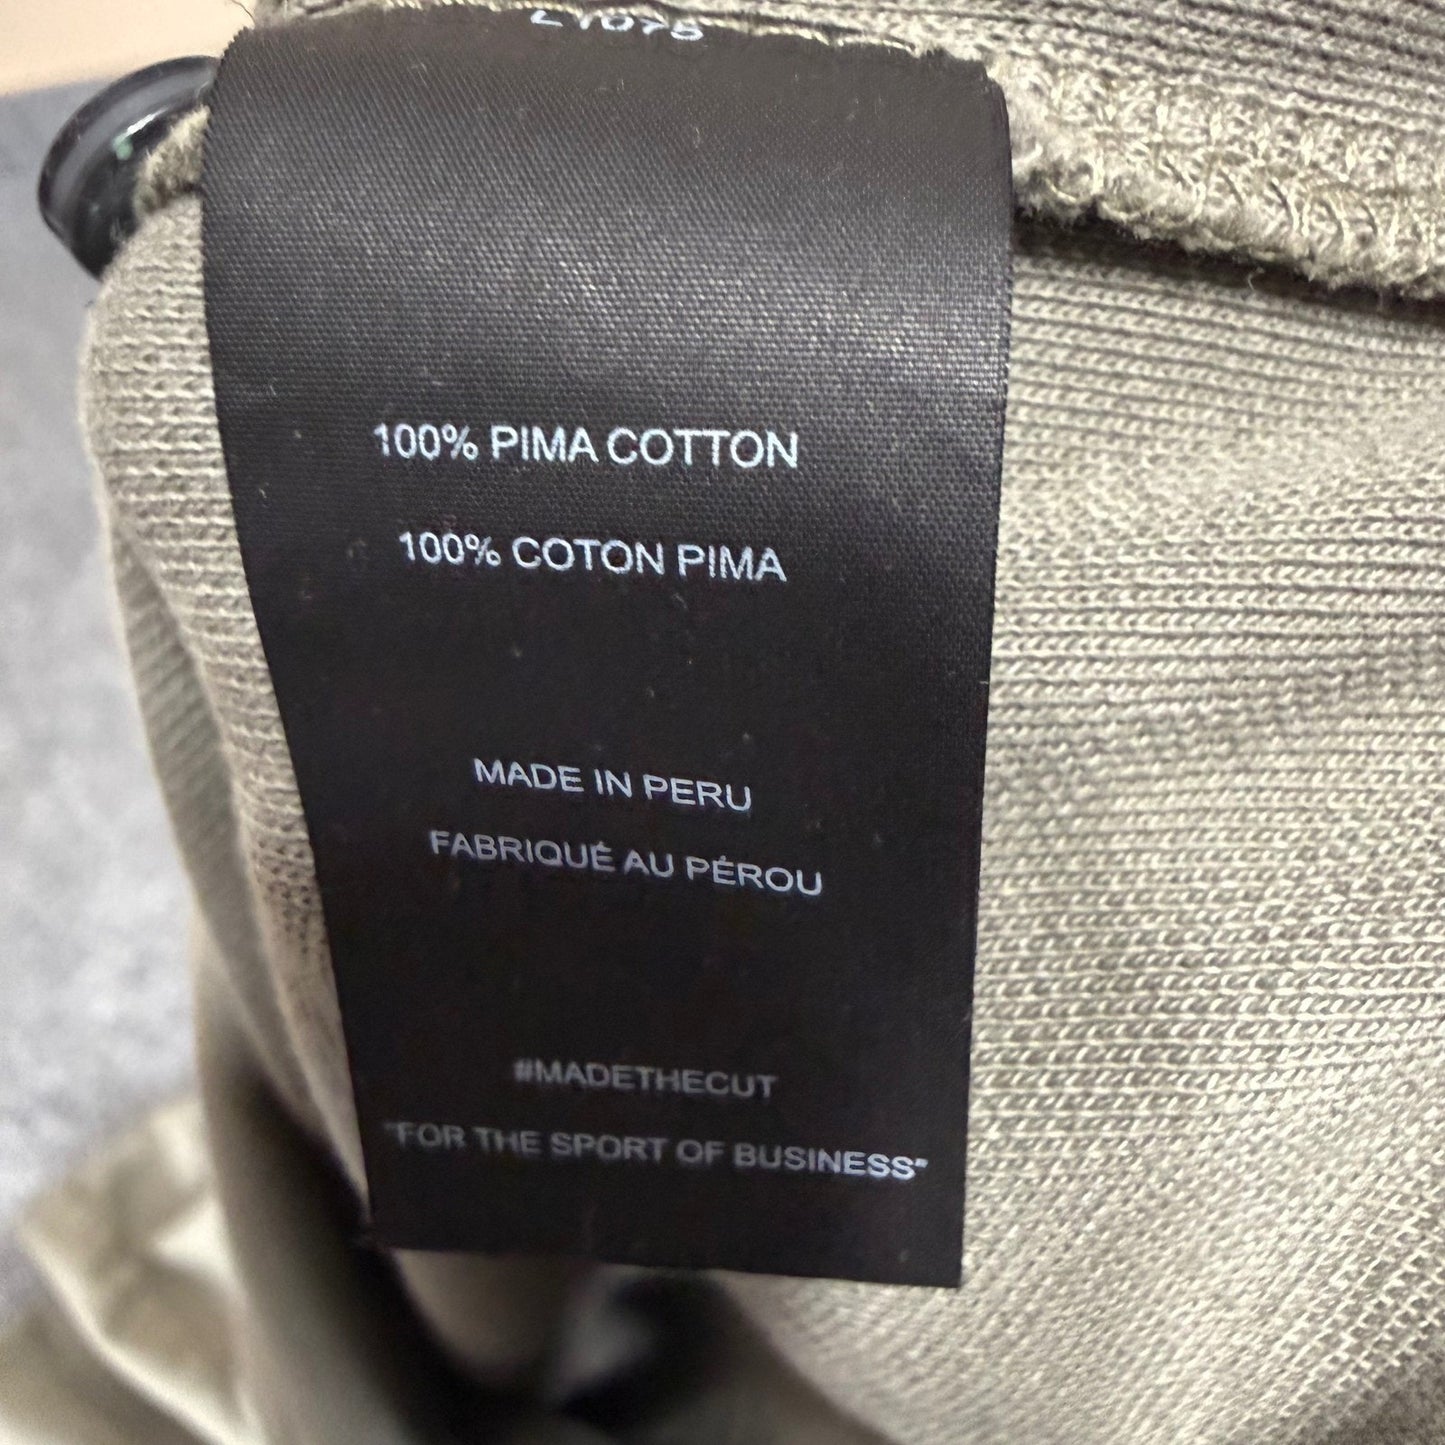 100% PIMA COTTON
100% COTON PIMA
MADE IN PERU
FABRIQUÉ AU PÉROU
#MADETHECUT
"FOR THE SPORT OF BUSINESS"